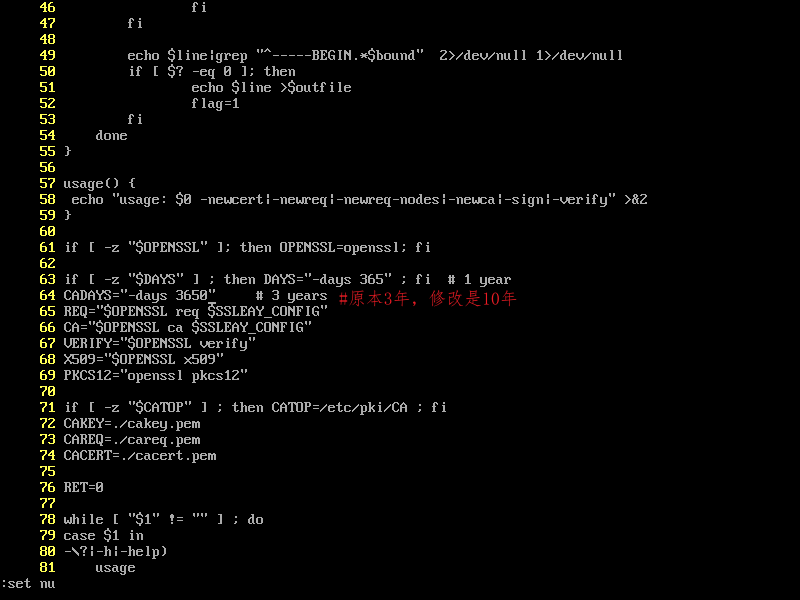 46                 fi
47         fi
48
49         echo $line|grep "^-----BEGIN.*$bound"  2>/dev/null 1>/dev/null
50         if [ $? -eq 0 ]; then
51                 echo $line >$outfile
52                 flag=1
53         fi
54     done
55 }
56
57 usage() {
58  echo "usage: $0 -newcert|-newreq|-newreq-nodes|-newca|-sign|-verify" >&2
59 }
60
61 if [ -z "$OPENSSL" ]; then OPENSSL=openssl; fi
62
63 if [ -z "$DAYS" ] ; then DAYS="-days 365" ; fi  # 1 year
64 CADAYS="-days 3650"     # 3 years #原本3年，修改是10年
65 REQ="$OPENSSL req $SSLEAY_CONFIG"
66 CA="$OPENSSL ca $SSLEAY_CONFIG"
67 VERIFY="$OPENSSL verify"
68 X509="$OPENSSL x509"
69 PKCS12="openssl pkcs12"
70
71 if [ -z "$CATOP" ] ; then CATOP=/etc/pki/CA ; fi
72 CAKEY=./cakey.pem
73 CAREQ=./careq.pem
74 CACERT=./cacert.pem
75
76 RET=0
77
78 while [ "$1" != "" ] ; do
79 case $1 in
80 -\?|-h|-help)
81     usage
:set nu